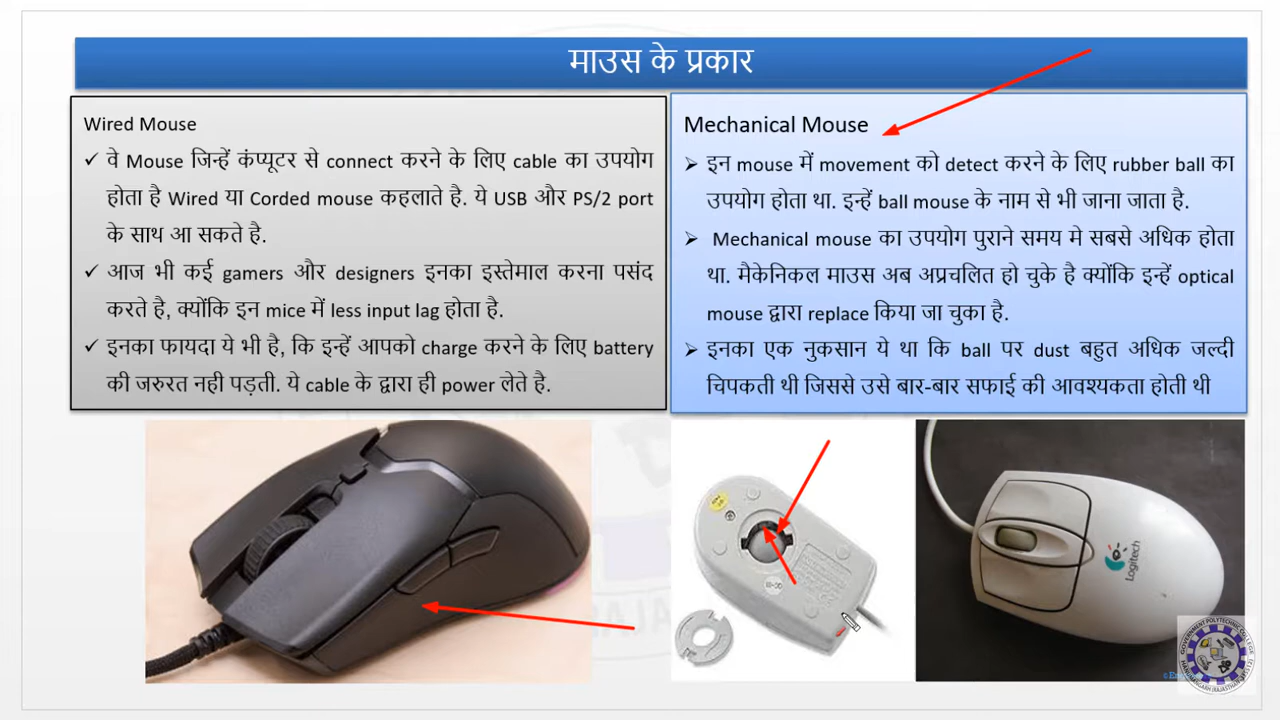 माउस के प्रकार
Wired Mouse
✓ वे Mouse जिन्हें कंप्यूटर से connect करने के लिए cable का उपयोग
होता है Wired या Corded mouse कहलाते है. ये USB और PS/2 port
के साथ आ सकते है.
✓ आज भी कई gamers और designers इनका इस्तेमाल करना पसंद
करते है, क्योंकि इन mice में less input lag होता है.
✓ इनका फायदा ये भी है, कि इन्हें आपको charge करने के लिए battery
की जरुरत नही पड़ती. ये cable के द्वारा ही power लेते है.
Mechanical Mouse
➢ इन mouse में movement को detect करने के लिए rubber ball का
उपयोग होता था. इन्हें ball mouse के नाम से भी जाना जाता है.
➢ Mechanical mouse का उपयोग पुराने समय मे सबसे अधिक होता
था. मैकेनिकल माउस अब अप्रचलित हो चुके है क्योंकि इन्हें optical
mouse द्वारा replace किया जा चुका है.
➢ इनका एक नुकसान ये था कि ball पर dust बहुत अधिक जल्दी
चिपकती थी जिससे उसे बार-बार सफाई की आवश्यकता होती थी
Logitech
GOVERNMENT POLYTECHNIC COLLEGE